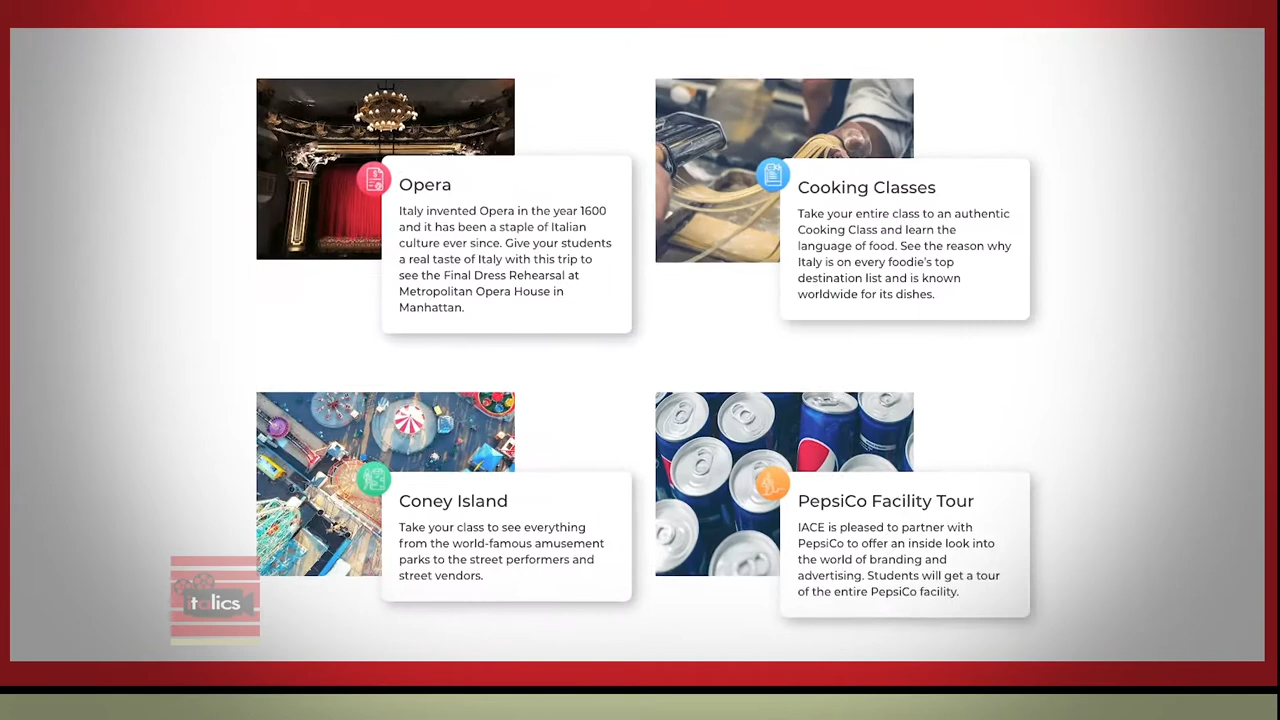 Opera
Italy invented Opera in the year 1600
and it has been a staple of Italian
culture ever since. Give your students
a real taste of Italy with this trip to
see the Final Dress Rehearsal at
Metropolitan Opera House in
Manhattan.
Cooking Classes
Take your entire class to an authentic
Cooking Class and learn the
language of food. See the reason why
Italy is on every foodie's top
destination list and is known
worldwide for its dishes.
Coney Island
Take your class to see everything
from the world-famous amusement
parks to the street performers and
street vendors.
PepsiCo Facility Tour
IACE is pleased to partner with
PepsiCo to offer an inside look into
the world of branding and
advertising. Students will get a tour
of the entire PepsiCo facility.
italics